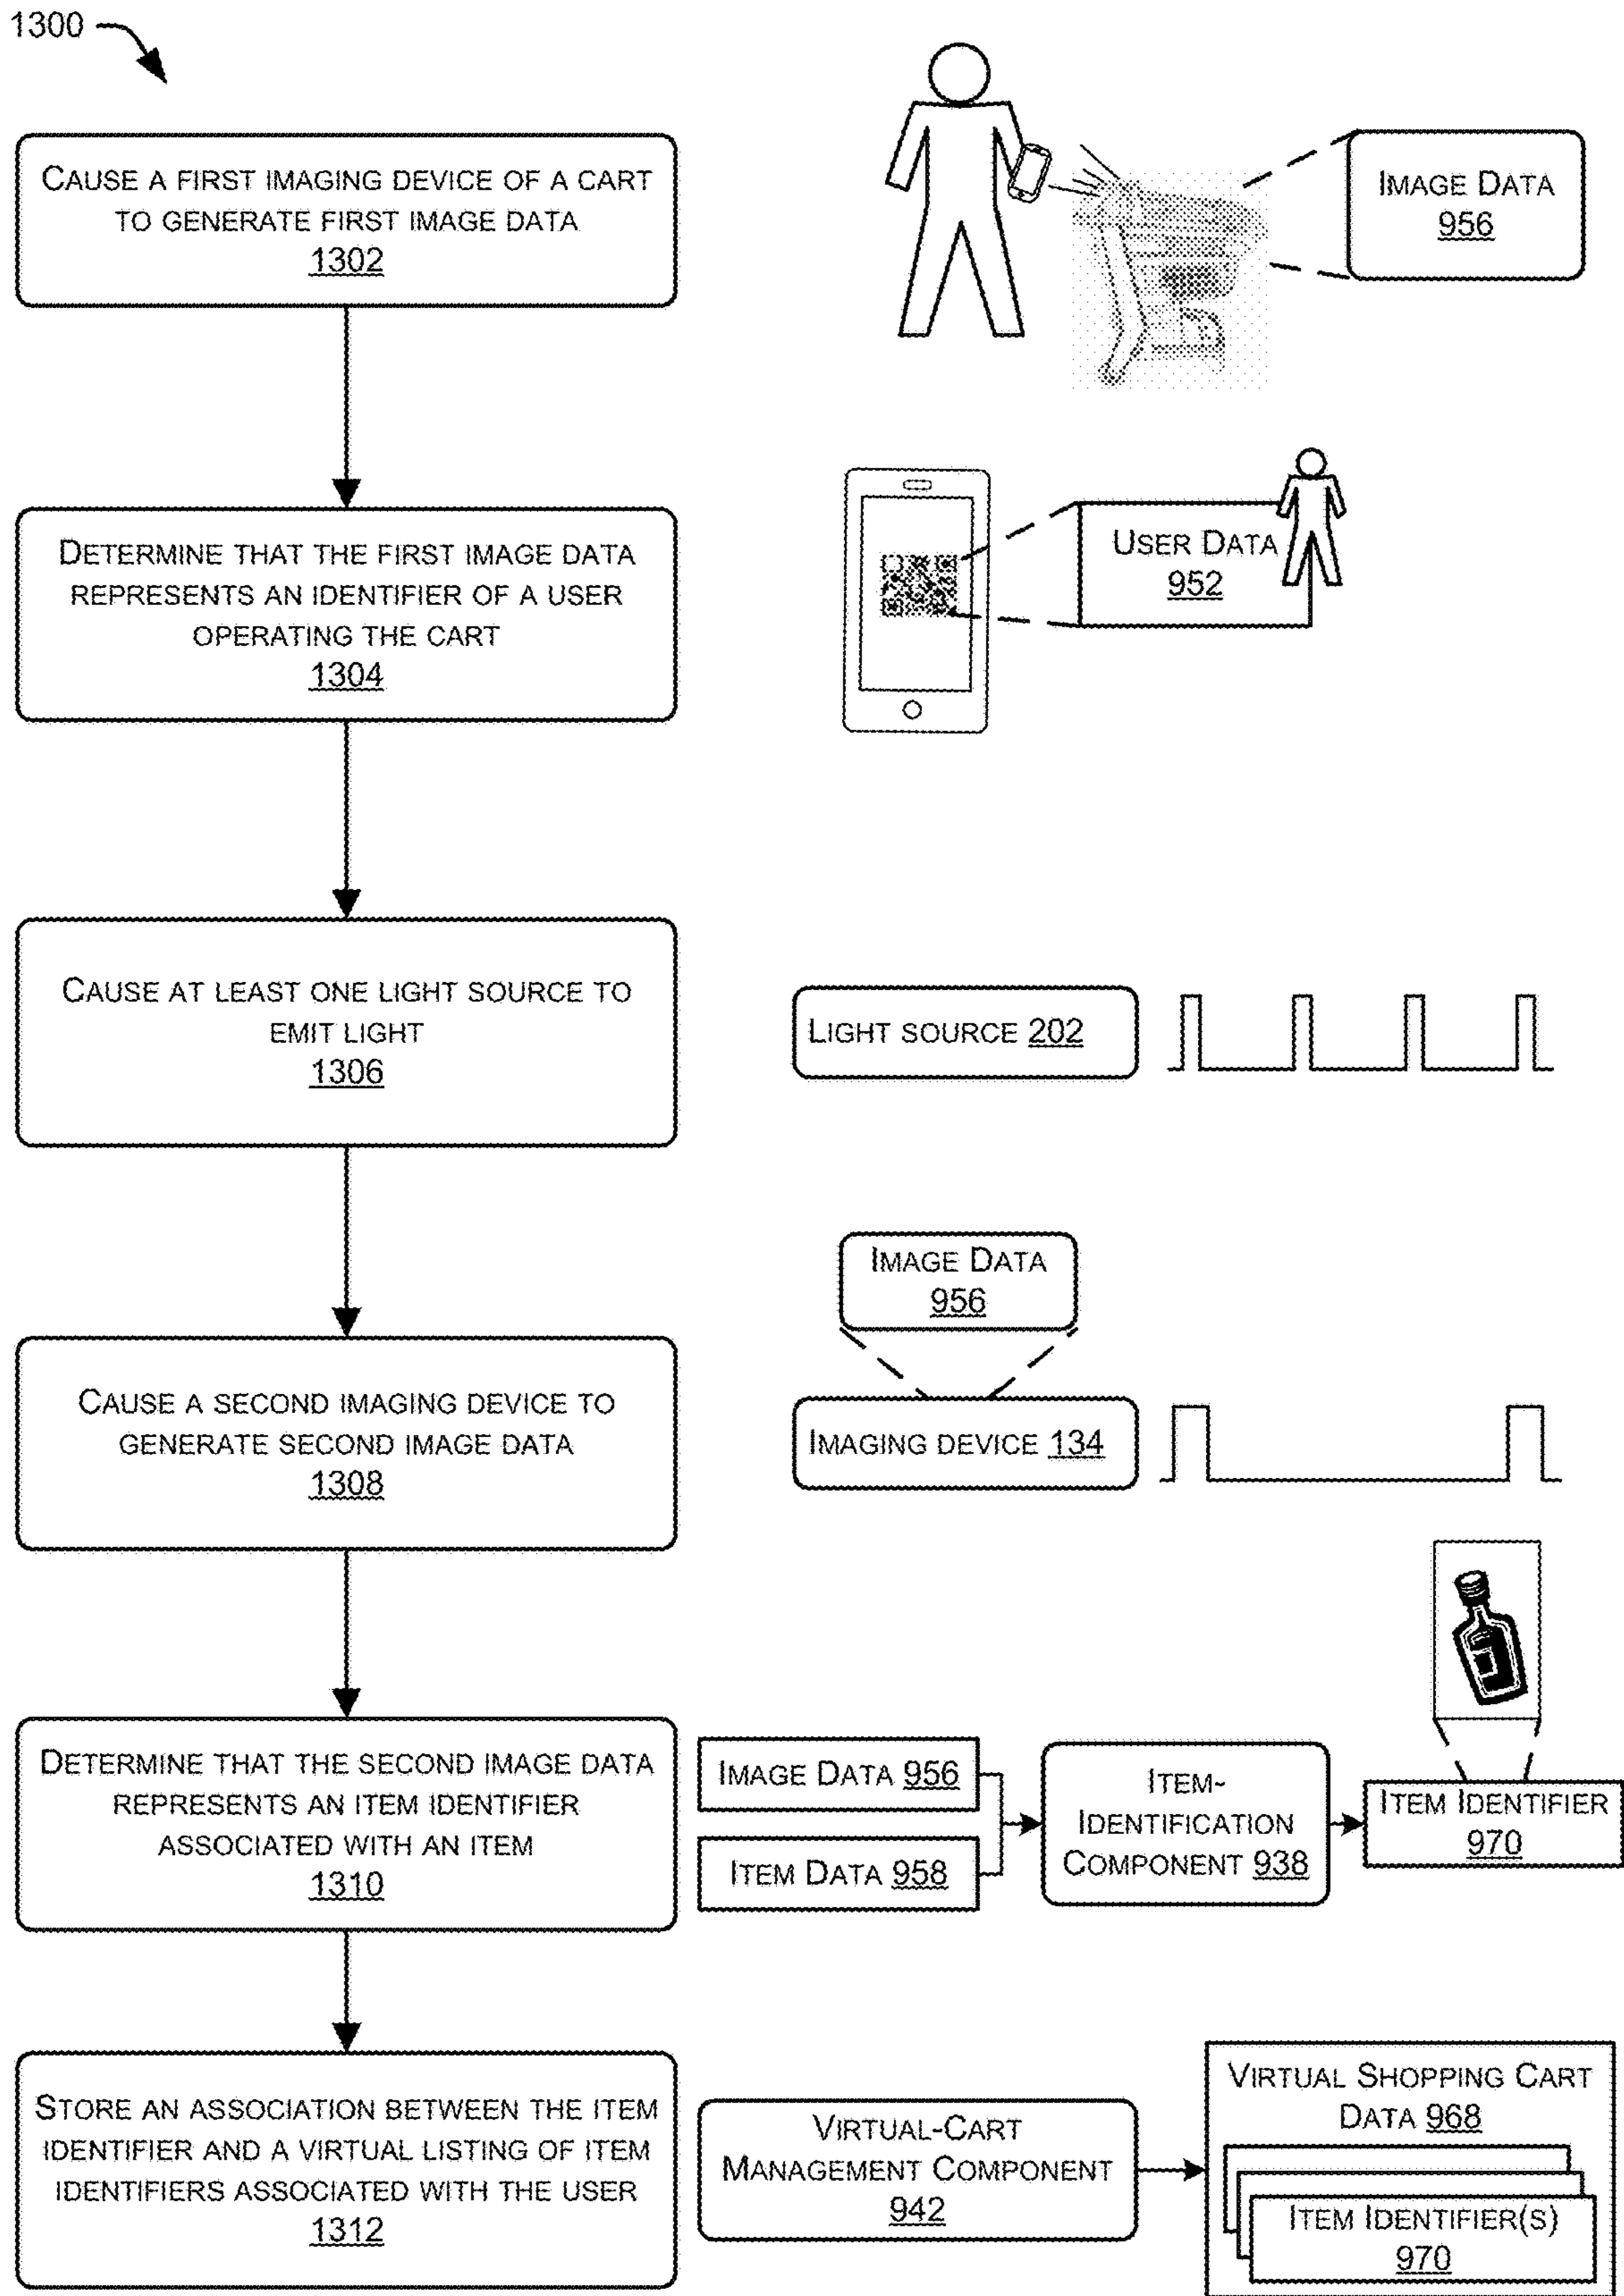 1300
CAUSE A FIRST IMAGING DEVICE OF A CART
TO GENERATE FIRST IMAGE DATA
1302
IMAGE DATA
956
DETERMINE THAT THE FIRST IMAGE DATA
REPRESENTS AN IDENTIFIER OF A USER
OPERATING THE CART
1304
USER DATA
952
CAUSE AT LEAST ONE LIGHT SOURCE TO
EMIT LIGHT
1306
LIGHT SOURCE 202
CAUSE A SECOND IMAGING DEVICE TO
GENERATE SECOND IMAGE DATA
1308
IMAGE DATA
956
IMAGING DEVICE 134
DETERMINE THAT THE SECOND IMAGE DATA
REPRESENTS AN ITEM IDENTIFIER
ASSOCIATED WITH AN ITEM
1310
IMAGE DATA 956
ITEM DATA 958
ITEM-
IDENTIFICATION
COMPONENT 938
ITEM IDENTIFIER
970
STORE AN ASSOCIATION BETWEEN THE ITEM
IDENTIFIER AND A VIRTUAL LISTING OF ITEM
IDENTIFIERS ASSOCIATED WITH THE USER
1312
VIRTUAL-CART
MANAGEMENT COMPONENT
942
VIRTUAL SHOPPING CART
DATA 968
ITEM IDENTIFIER(S)
970